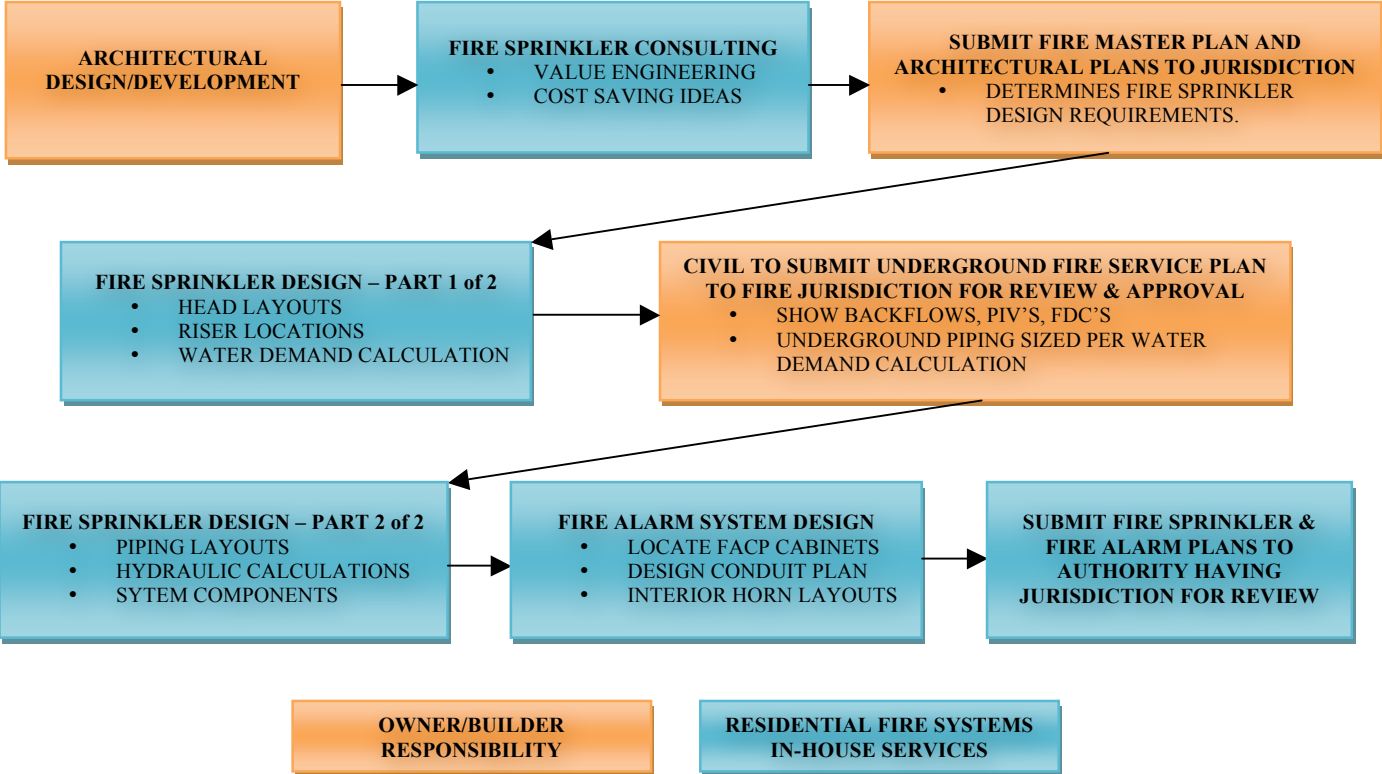 ARCHITECTURAL
DESIGN/DEVELOPMENT
FIRE SPRINKLER CONSULTING
• VALUE ENGINEERING
• COST SAVING IDEAS
SUBMIT FIRE MASTER PLAN AND
ARCHITECTURAL PLANS TO JURISDICTION
• DETERMINES FIRE SPRINKLER
DESIGN REQUIREMENTS.
FIRE SPRINKLER DESIGN – PART 1 of 2
• HEAD LAYOUTS
• RISER LOCATIONS
• WATER DEMAND CALCULATION
CIVIL TO SUBMIT UNDERGROUND FIRE SERVICE PLAN
TO FIRE JURISDICTION FOR REVIEW & APPROVAL
• SHOW BACKFLOWS, PIV'S, FDC'S
• UNDERGROUND PIPING SIZED PER WATER
DEMAND CALCULATION
FIRE SPRINKLER DESIGN – PART 2 of 2
• PIPING LAYOUTS
• HYDRAULIC CALCULATIONS
• SYTEM COMPONENTS
FIRE ALARM SYSTEM DESIGN
• LOCATE FACP CABINETS
• DESIGN CONDUIT PLAN
• INTERIOR HORN LAYOUTS
SUBMIT FIRE SPRINKLER &
FIRE ALARM PLANS TO
AUTHORITY HAVING
JURISDICTION FOR REVIEW
OWNER/BUILDER
RESPONSIBILITY
RESIDENTIAL FIRE SYSTEMS
IN-HOUSE SERVICES